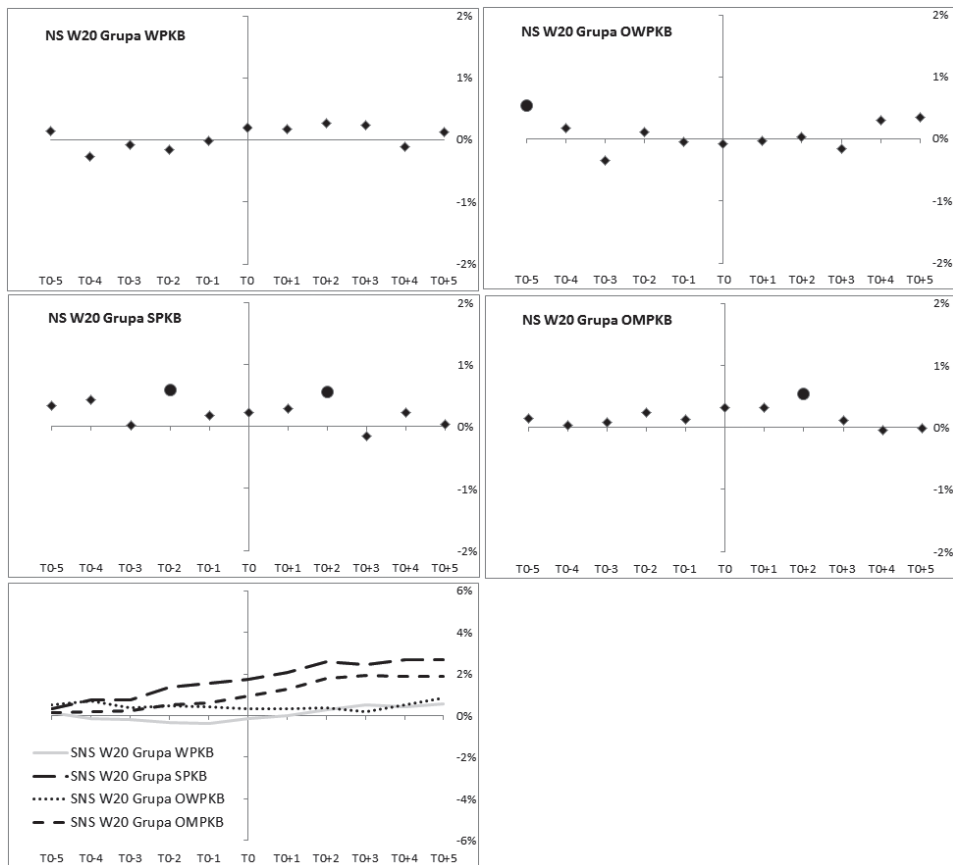 NS W20 Grupa WPKB
2%
1%
0%
-1%
-2%
T0-5 T0-4 T0-3 T0-2 T0-1 T0 T0+1 T0+2 T0+3 T0+4 T0+5
NS W20 Grupa OWPKB
2%
1%
0%
-1%
-2%
T0-5 T0-4 T0-3 T0-2 T0-1 T0 T0+1 T0+2 T0+3 T0+4 T0+5
NS W20 Grupa SPKB
2%
1%
0%
-1%
-2%
T0-5 T0-4 T0-3 T0-2 T0-1 T0 T0+1 T0+2 T0+3 T0+4 T0+5
NS W20 Grupa OMPKB
2%
1%
0%
-1%
-2%
T0-5 T0-4 T0-3 T0-2 T0-1 T0 T0+1 T0+2 T0+3 T0+4 T0+5
6%
4%
2%
0%
-2%
-4%
-6%
SNS W20 Grupa WPKB
SNS W20 Grupa SPKB
SNS W20 Grupa OWPKB
SNS W20 Grupa OMPKB
T0-5 T0-4 T0-3 T0-2 T0-1 T0 T0+1 T0+2 T0+3 T0+4 T0+5